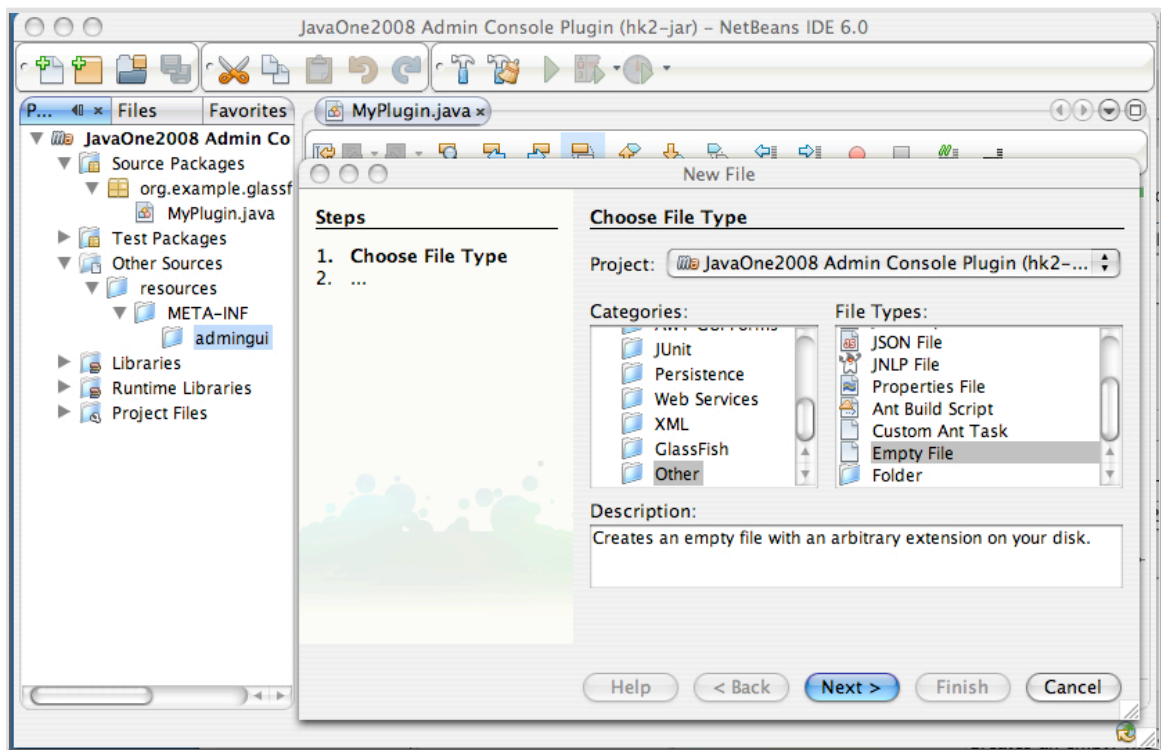 JavaOne2008 Admin Console Plugin (hk2-jar) – NetBeans IDE 6.0
P... Files Favorites
MyPlugin.java
JavaOne2008 Admin Co
Source Packages
org.example.glassf
MyPlugin.java
Test Packages
Other Sources
resources
META-INF
admingui
Libraries
Runtime Libraries
Project Files
New File
Steps
1. Choose File Type
2. ...
Choose File Type
Project: JavaOne2008 Admin Console Plugin (hk2-...
Categories:
JUnit
Persistence
Web Services
XML
GlassFish
Other
File Types:
JSON File
JNLP File
Properties File
Ant Build Script
Custom Ant Task
Empty File
Folder
Description:
Creates an empty file with an arbitrary extension on your disk.
Help < Back Next > Finish Cancel